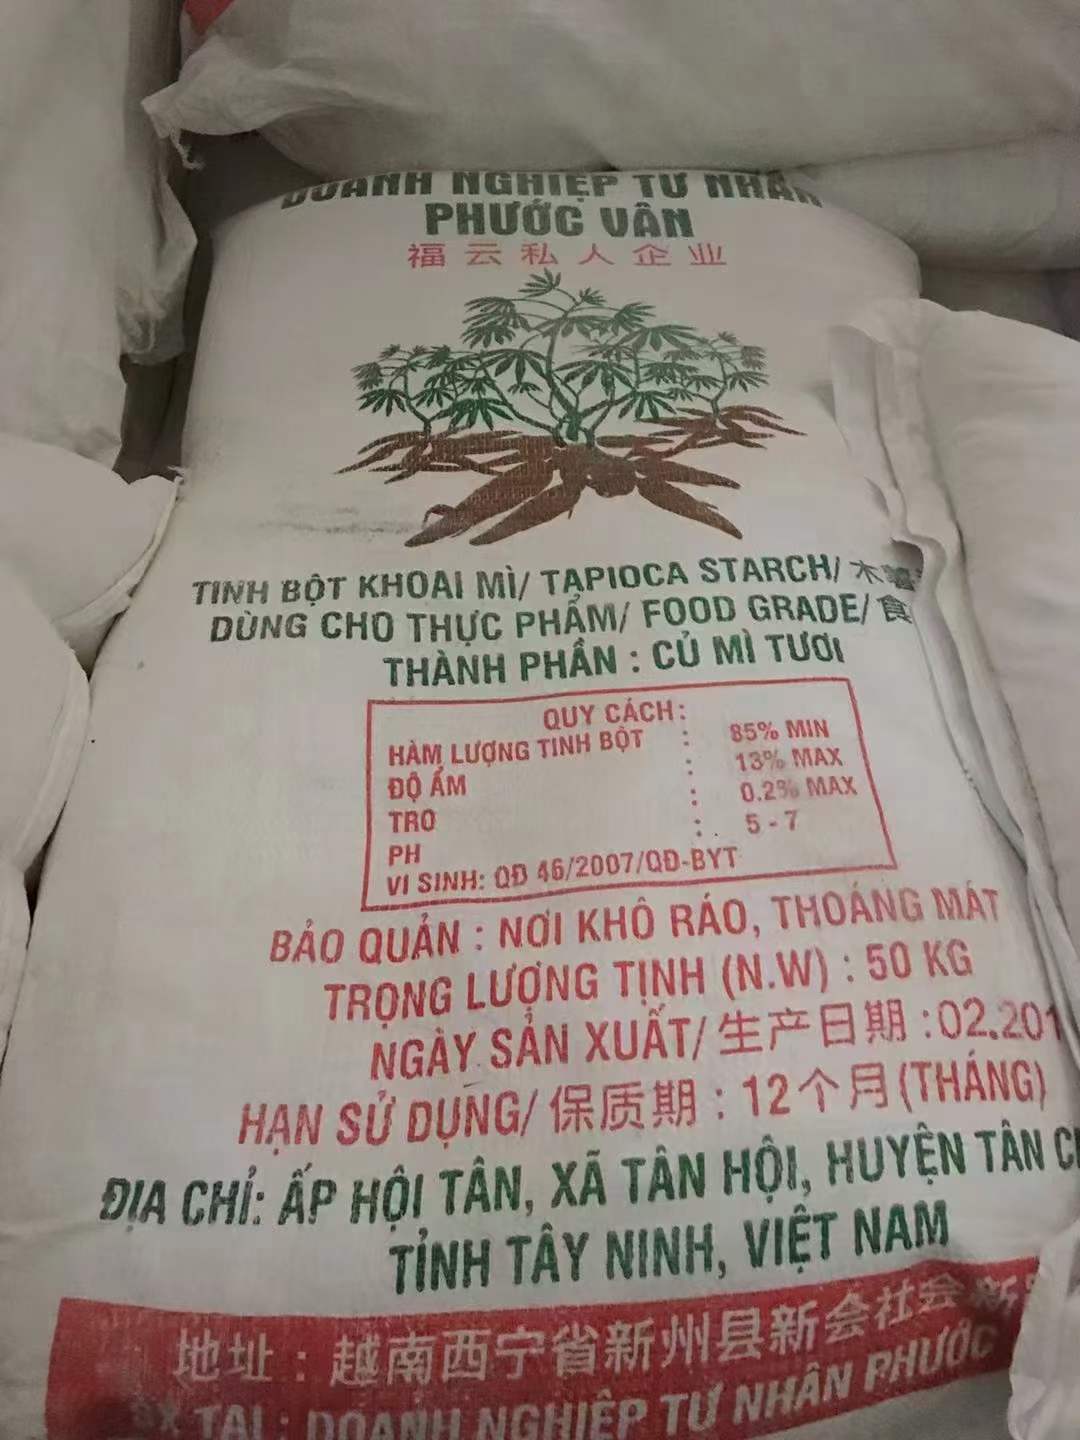 DOANH NGHIỆP TƯ NHÂN
PHƯỚC VÂN
福云私人企业
TINH BỘT KHOAI MÌ/ TAPIOCA STARCH/ 木薯
DÙNG CHO THỰC PHẨM/ FOOD GRADE/ 食
THÀNH PHẦN : CỦ MÌ TƯƠI
QUY CÁCH :
HÀM LƯỢNG TINH BỘT : 85% MIN
ĐỘ ẨM : 13% MAX
TRO : 0.2% MAX
PH : 5 - 7
VI SINH: QĐ 46/2007/QĐ-BYT
BẢO QUẢN : NƠI KHÔ RÁO, THOÁNG MÁT
TRỌNG LƯỢNG TỊNH (N.W) : 50 KG
NGÀY SẢN XUẤT/ 生产日期 :02.201
HẠN SỬ DỤNG/ 保质期 : 12个月(THÁNG)
ĐỊA CHỈ: ẤP HỘI TÂN, XÃ TÂN HỘI, HUYỆN TÂN
TỈNH TÂY NINH, VIỆT NAM
地址 : 越南西宁省新州县新会社会新
SX TẠI : DOANH NGHIỆP TƯ NHÂN PHƯỚC